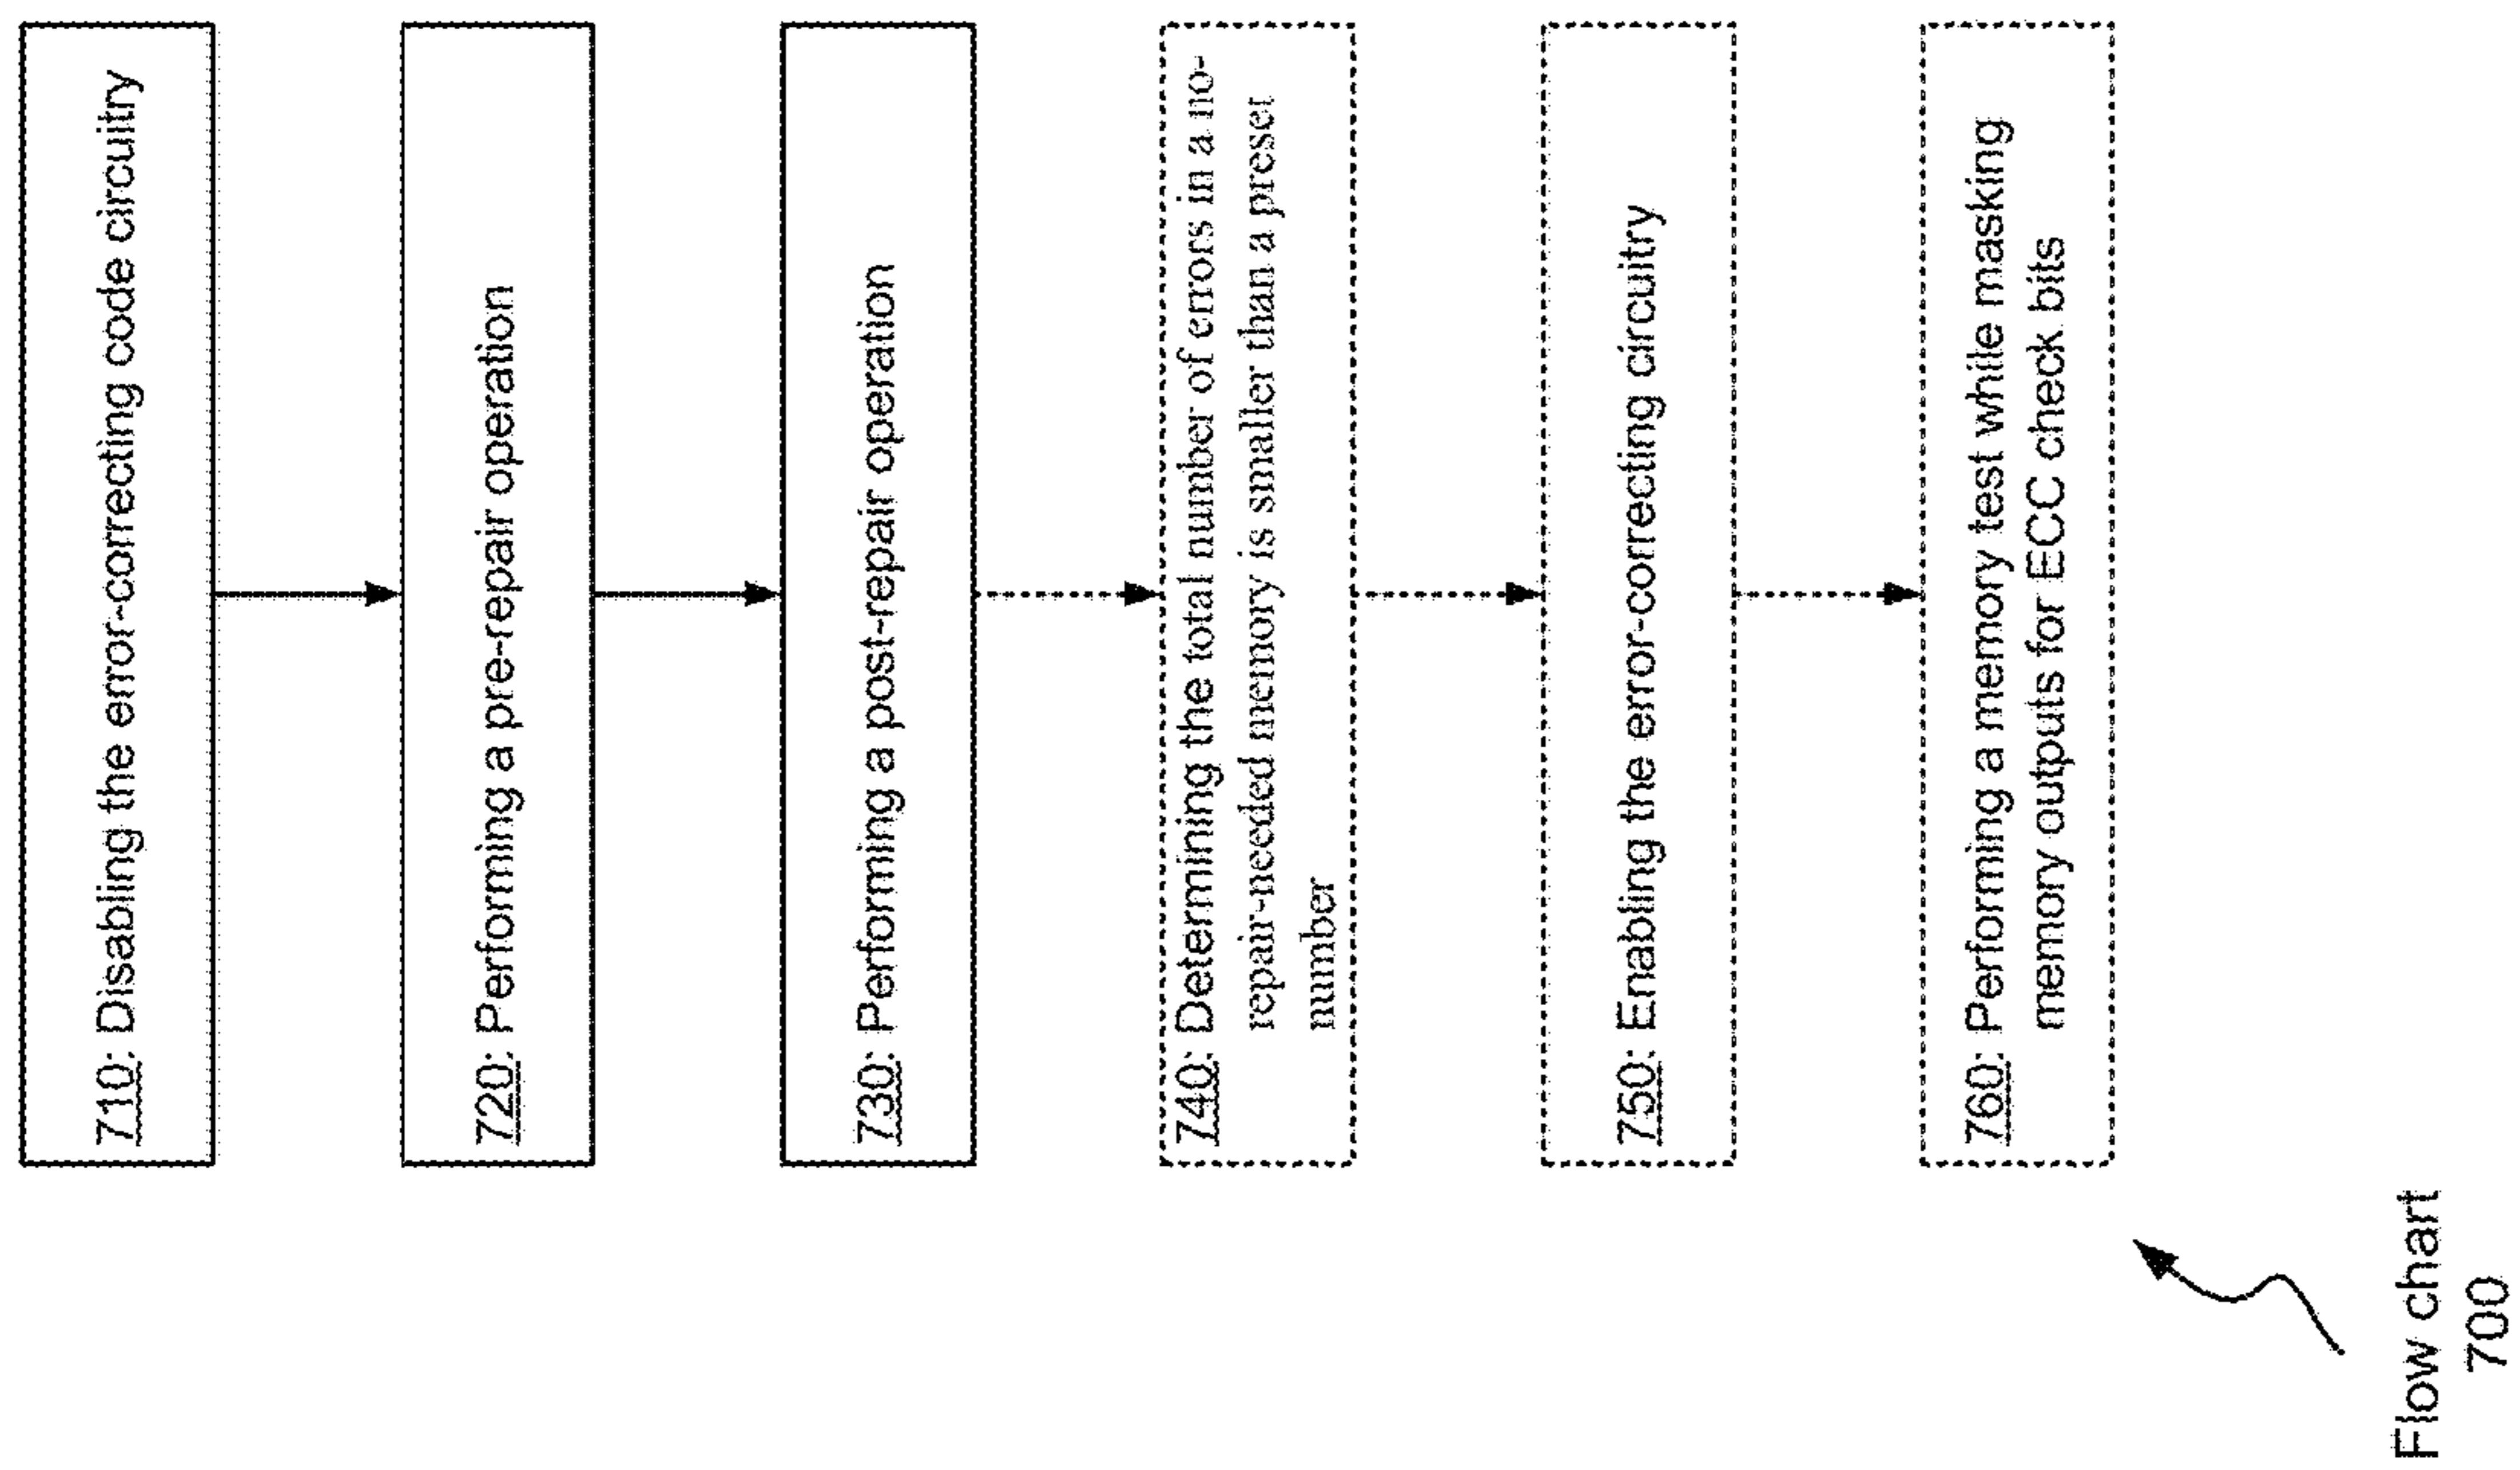 710: Disabling the error-correcting code circuitry
720: Performing a pre-repair operation
730: Performing a post-repair operation
740: Determining the total number of errors in a no-
repair-needed memory is smaller than a preset
number
750: Enabling the error-correcting circuitry
760: Performing a memory test while masking
memory outputs for ECC check bits
Flow chart
700